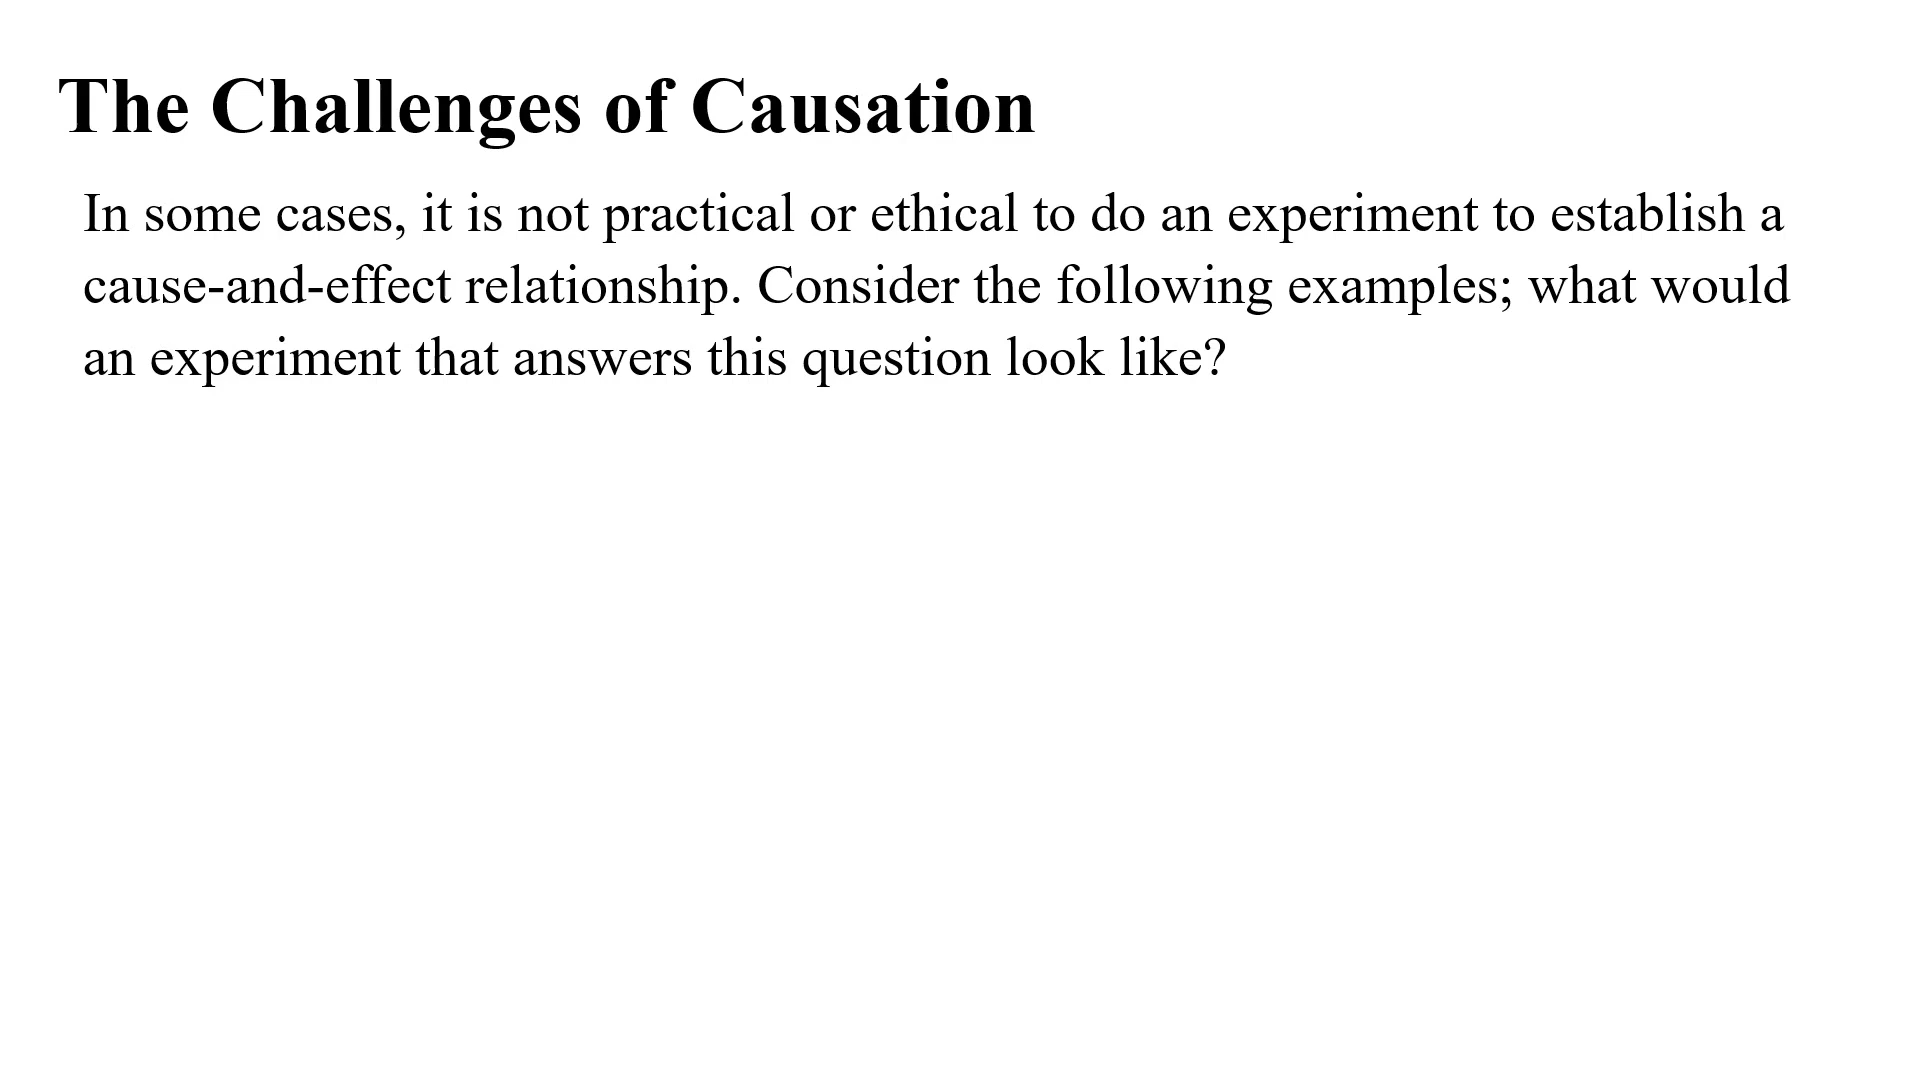 The Challenges of Causation
In some cases, it is not practical or ethical to do an experiment to establish a
cause-and-effect relationship. Consider the following examples; what would
an experiment that answers this question look like?